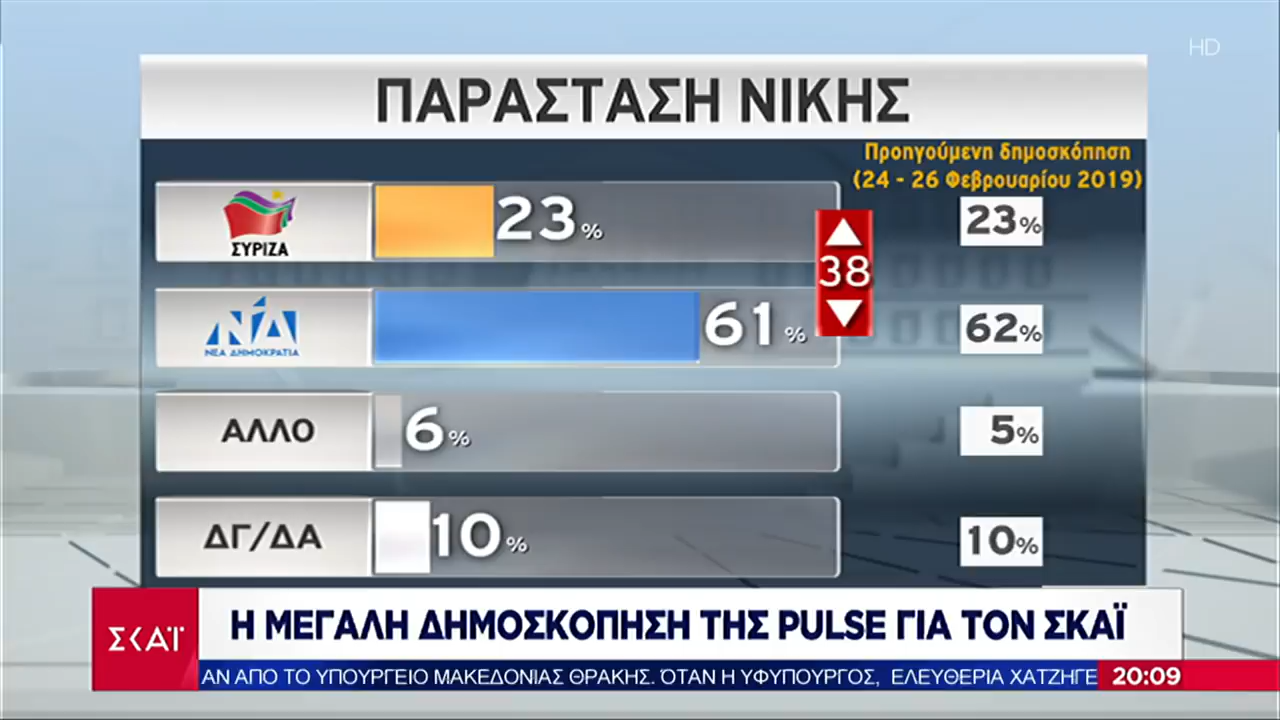 HD
ΠΑΡΑΣΤΑΣΗ ΝΙΚΗΣ
Προηγούμενη δημοσκόπηση
(24 - 26 Φεβρουαρίου 2019)
ΣΥΡΙΖΑ 23% 23%
38
ΝΔ 61% 62%
ΝΕΑ ΔΗΜΟΚΡΑΤΙΑ
ΑΛΛΟ 6% 5%
ΔΓ/ΔΑ 10% 10%
ΣΚΑΪ Η ΜΕΓΑΛΗ ΔΗΜΟΣΚΟΠΗΣΗ ΤΗΣ PULSE ΓΙΑ ΤΟΝ ΣΚΑΪ
ΑΝ ΑΠΟ ΤΟ ΥΠΟΥΡΓΕΙΟ ΜΑΚΕΔΟΝΙΑΣ ΘΡΑΚΗΣ. ΌΤΑΝ Η ΥΦΥΠΟΥΡΓΟΣ, ΕΛΕΥΘΕΡΙΑ ΧΑΤΖΗΓΕ 20:09